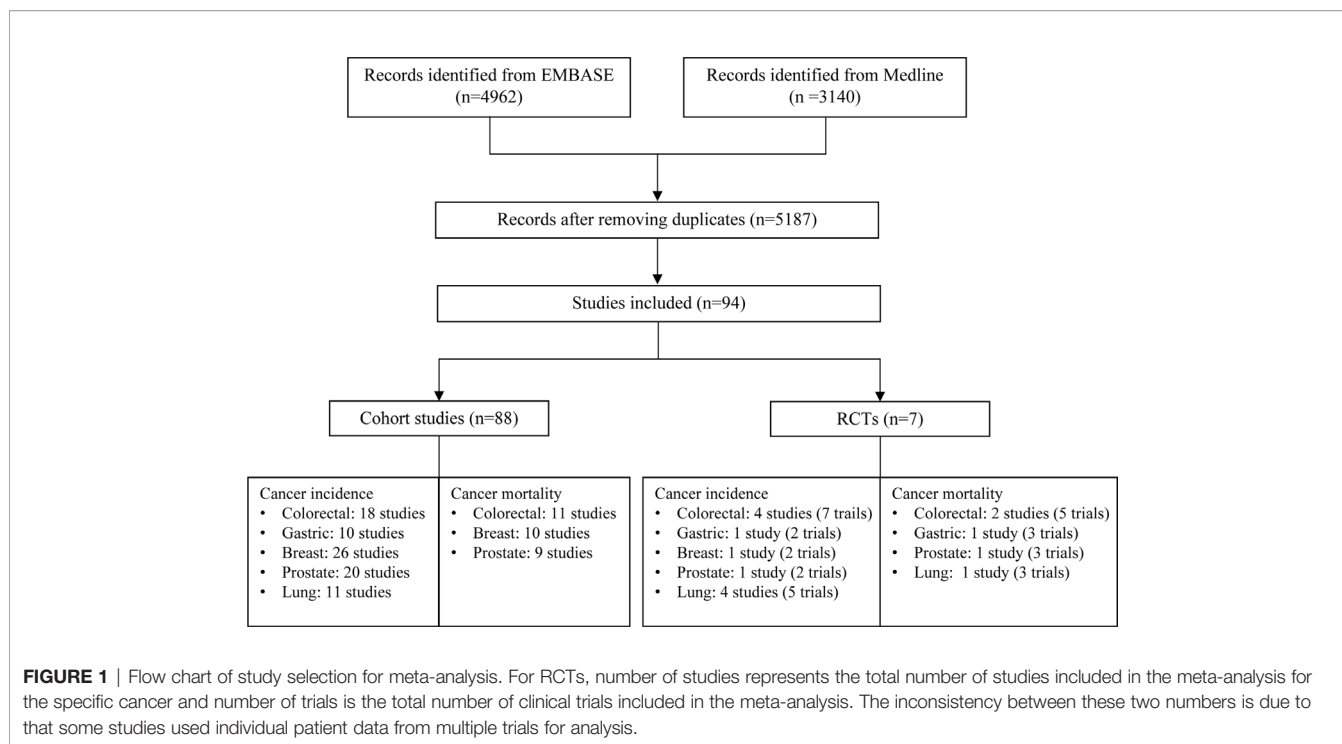 Records identified from EMBASE
(n=4962)
Records identified from Medline
(n =3140)
Records after removing duplicates (n=5187)
Studies included (n=94)
Cohort studies (n=88)
RCTs (n=7)
Cancer incidence
• Colorectal: 18 studies
• Gastric: 10 studies
• Breast: 26 studies
• Prostate: 20 studies
• Lung: 11 studies
Cancer mortality
• Colorectal: 11 studies
• Breast: 10 studies
• Prostate: 9 studies
Cancer incidence
• Colorectal: 4 studies (7 trails)
• Gastric: 1 study (2 trials)
• Breast: 1 study (2 trials)
• Prostate: 1 study (2 trials)
• Lung: 4 studies (5 trials)
Cancer mortality
• Colorectal: 2 studies (5 trials)
• Gastric: 1 study (3 trials)
• Prostate: 1 study (3 trials)
• Lung: 1 study (3 trials)
FIGURE 1 | Flow chart of study selection for meta-analysis. For RCTs, number of studies represents the total number of studies included in the meta-analysis for
the specific cancer and number of trials is the total number of clinical trials included in the meta-analysis. The inconsistency between these two numbers is due to
that some studies used individual patient data from multiple trials for analysis.